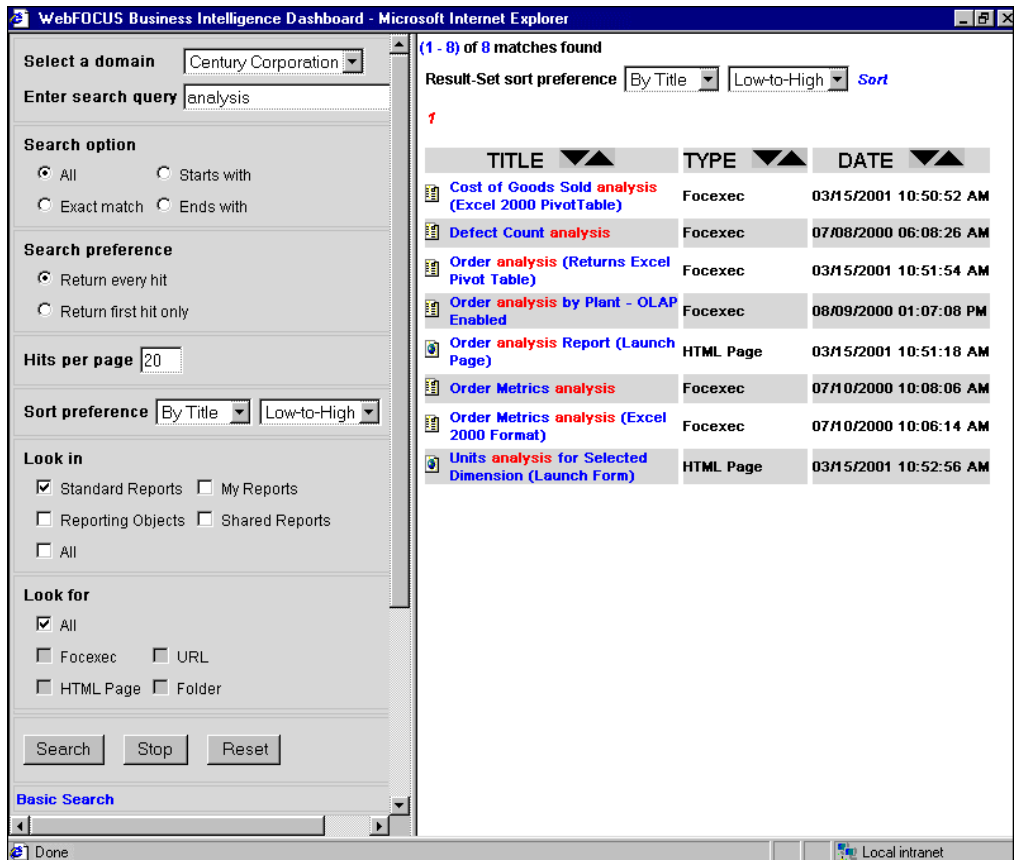 WebFOCUS Business Intelligence Dashboard - Microsoft Internet Explorer
Select a domain Century Corporation
Enter search query analysis
Search option
All Starts with
Exact match Ends with
Search preference
Return every hit
Return first hit only
Hits per page 20
Sort preference By Title Low-to-High
Look in
Standard Reports My Reports
Reporting Objects Shared Reports
All
Look for
All
Focexec URL
HTML Page Folder
Search Stop Reset
Basic Search
(1 - 8) of 8 matches found
Result-Set sort preference By Title Low-to-High Sort
1
TITLE TYPE DATE
Cost of Goods Sold analysis
(Excel 2000 PivotTable) Focexec 03/15/2001 10:50:52 AM
Defect Count analysis Focexec 07/08/2000 06:08:26 AM
Order analysis (Returns Excel
Pivot Table) Focexec 03/15/2001 10:51:54 AM
Order analysis by Plant - OLAP
Enabled Focexec 08/09/2000 01:07:08 PM
Order analysis Report (Launch
Page) HTML Page 03/15/2001 10:51:18 AM
Order Metrics analysis Focexec 07/10/2000 10:08:06 AM
Order Metrics analysis (Excel
2000 Format) Focexec 07/10/2000 10:06:14 AM
Units analysis for Selected
Dimension (Launch Form) HTML Page 03/15/2001 10:52:56 AM
Done Local intranet